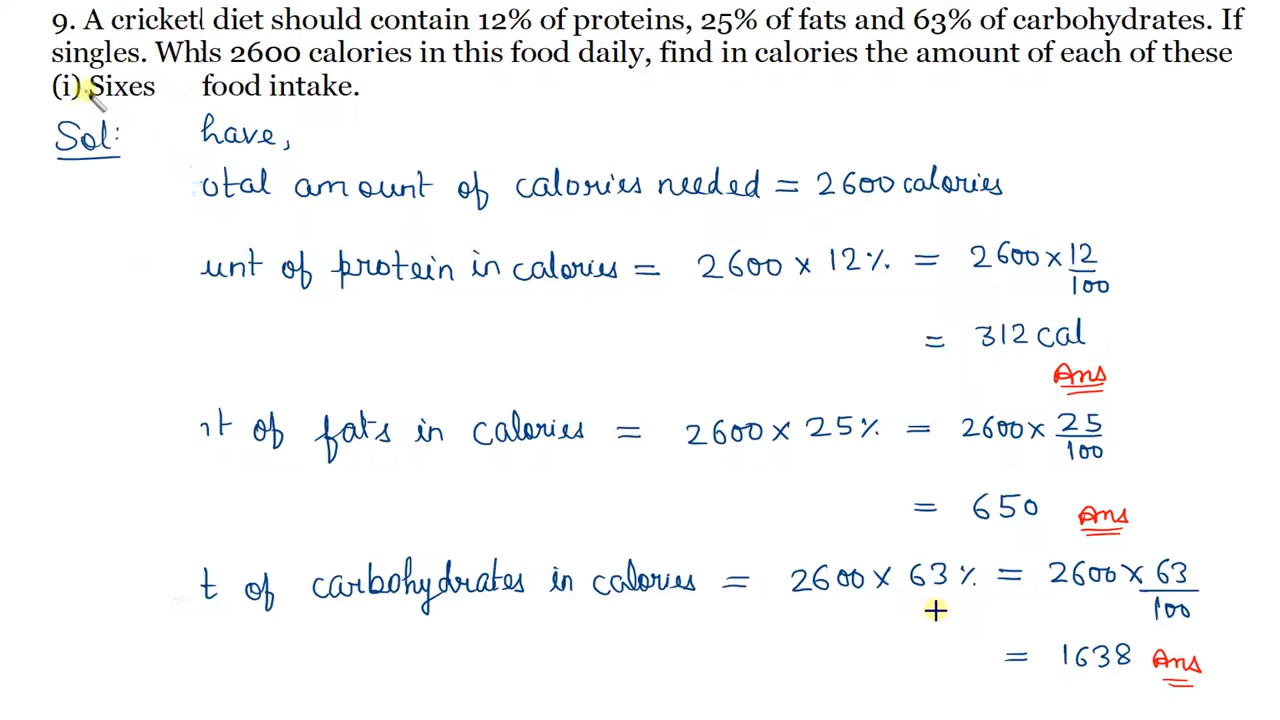 9. A cricketl diet should contain 12% of proteins, 25% of fats and 63% of carbohydrates. If
singles. Whls 2600 calories in this food daily, find in calories the amount of each of these
(i) Sixes food intake.
Sol: have,
otal amount of calories needed = 2600 calories
unt of protein in calories = 2600 × 12% = 2600 × 12/100
= 312 cal
Ans
nt of fats in calories = 2600 × 25% = 2600 × 25/100
= 650 Ans
t of carbohydrates in calories = 2600 × 63% = 2600 × 63/100
= 1638 Ans